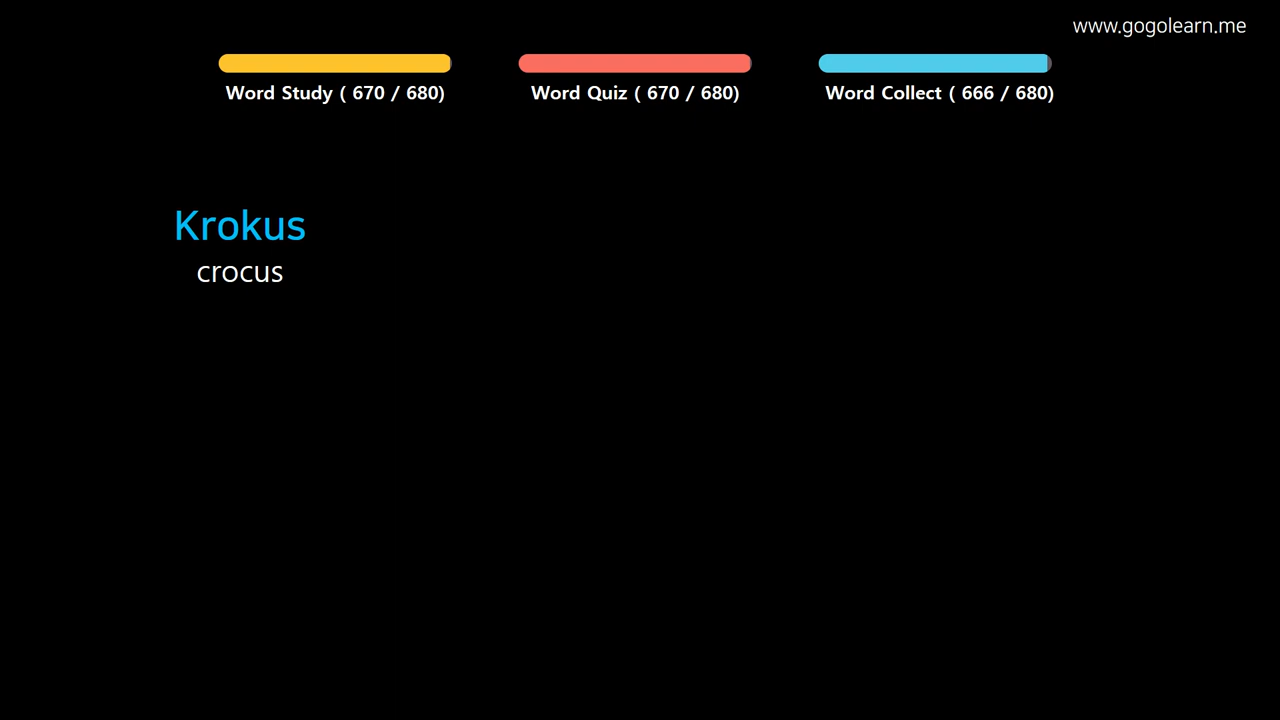 www.gogolearn.me
Word Study ( 670 / 680)
Word Quiz ( 670 / 680)
Word Collect ( 666 / 680)
Krokus
crocus